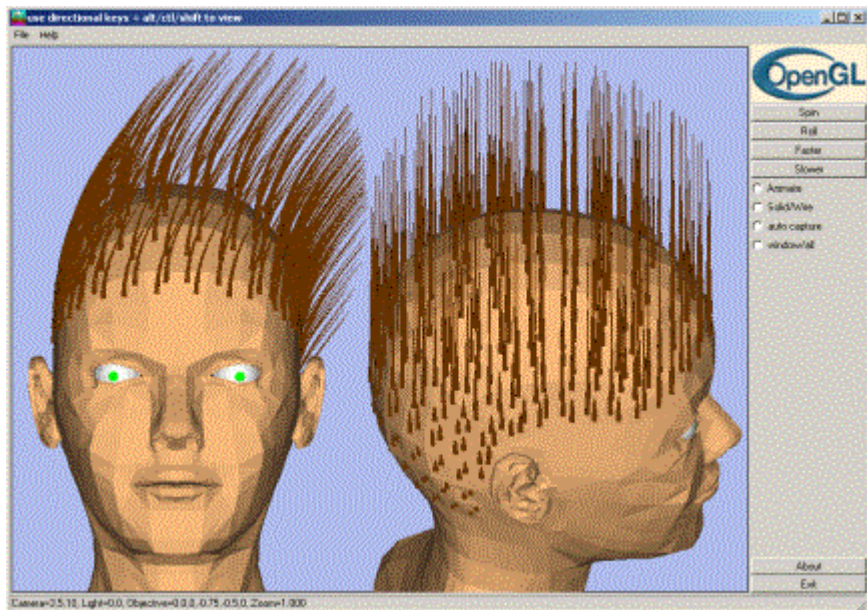 use directional keys + alt/ctl/shift to view
File Help
OpenGL
Spin
Roll
Faster
Slower
Animate
Solid/Wire
auto capture
window/all
About
Exit
Camera=3.5,10, Light=0.0, Objective=0.0,0,-0.75,-0.5,0, Zoom=1.000